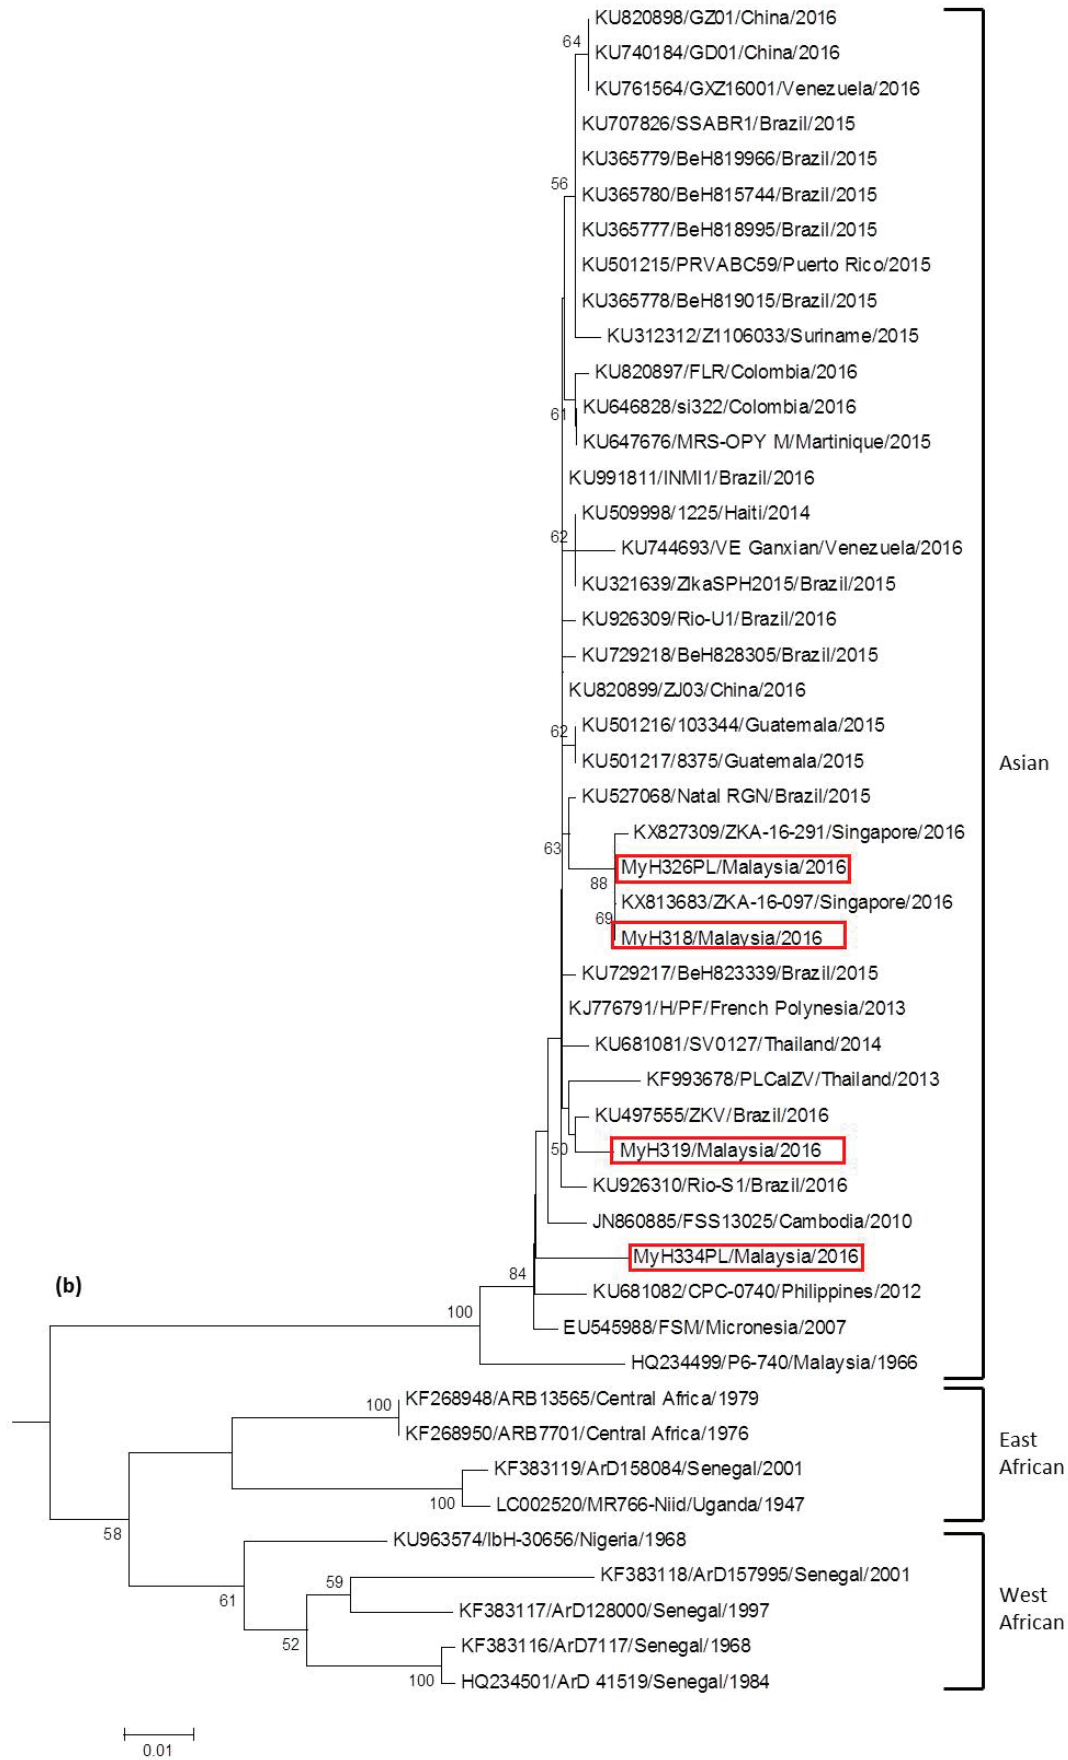 KU820898/GZ01/China/2016
64
KU740184/GD01/China/2016
KU761564/GXZ16001/Venezuela/2016
KU707826/SSABR1/Brazil/2015
KU365779/BeH819966/Brazil/2015
56
KU365780/BeH815744/Brazil/2015
KU365777/BeH818995/Brazil/2015
KU501215/PRVABC59/Puerto Rico/2015
KU365778/BeH819015/Brazil/2015
KU312312/Z1106033/Suriname/2015
KU820897/FLR/Colombia/2016
61
KU646828/si322/Colombia/2016
KU647676/MRS-OPY M/Martinique/2015
KU991811/INMI1/Brazil/2016
KU509998/1225/Haiti/2014
62
KU744693/VE Ganxian/Venezuela/2016
KU321639/ZIkaSPH2015/Brazil/2015
KU926309/Rio-U1/Brazil/2016
KU729218/BeH828305/Brazil/2015
KU820899/ZJ03/China/2016
62
KU501216/103344/Guatemala/2015
KU501217/8375/Guatemala/2015
Asian
KU527068/Natal RGN/Brazil/2015
KX827309/ZKA-16-291/Singapore/2016
63
MyH326PL/Malaysia/2016
88
KX813683/ZKA-16-097/Singapore/2016
69
MyH318/Malaysia/2016
KU729217/BeH823339/Brazil/2015
KJ776791/H/PF/French Polynesia/2013
KU681081/SV0127/Thailand/2014
KF993678/PLCalZV/Thailand/2013
KU497555/ZKV/Brazil/2016
50
MyH319/Malaysia/2016
KU926310/Rio-S1/Brazil/2016
JN860885/FSS13025/Cambodia/2010
MyH334PL/Malaysia/2016
(b)
84
KU681082/CPC-0740/Philippines/2012
100
EU545988/FSM/Micronesia/2007
HQ234499/P6-740/Malaysia/1966
100
KF268948/ARB13565/Central Africa/1979
KF268950/ARB7701/Central Africa/1976
East
African
KF383119/ArD158084/Senegal/2001
100
LC002520/MR766-Niid/Uganda/1947
58
KU963574/IbH-30656/Nigeria/1968
59
KF383118/ArD157995/Senegal/2001
61
West
African
KF383117/ArD128000/Senegal/1997
52
KF383116/ArD7117/Senegal/1968
100
HQ234501/ArD 41519/Senegal/1984
0.01